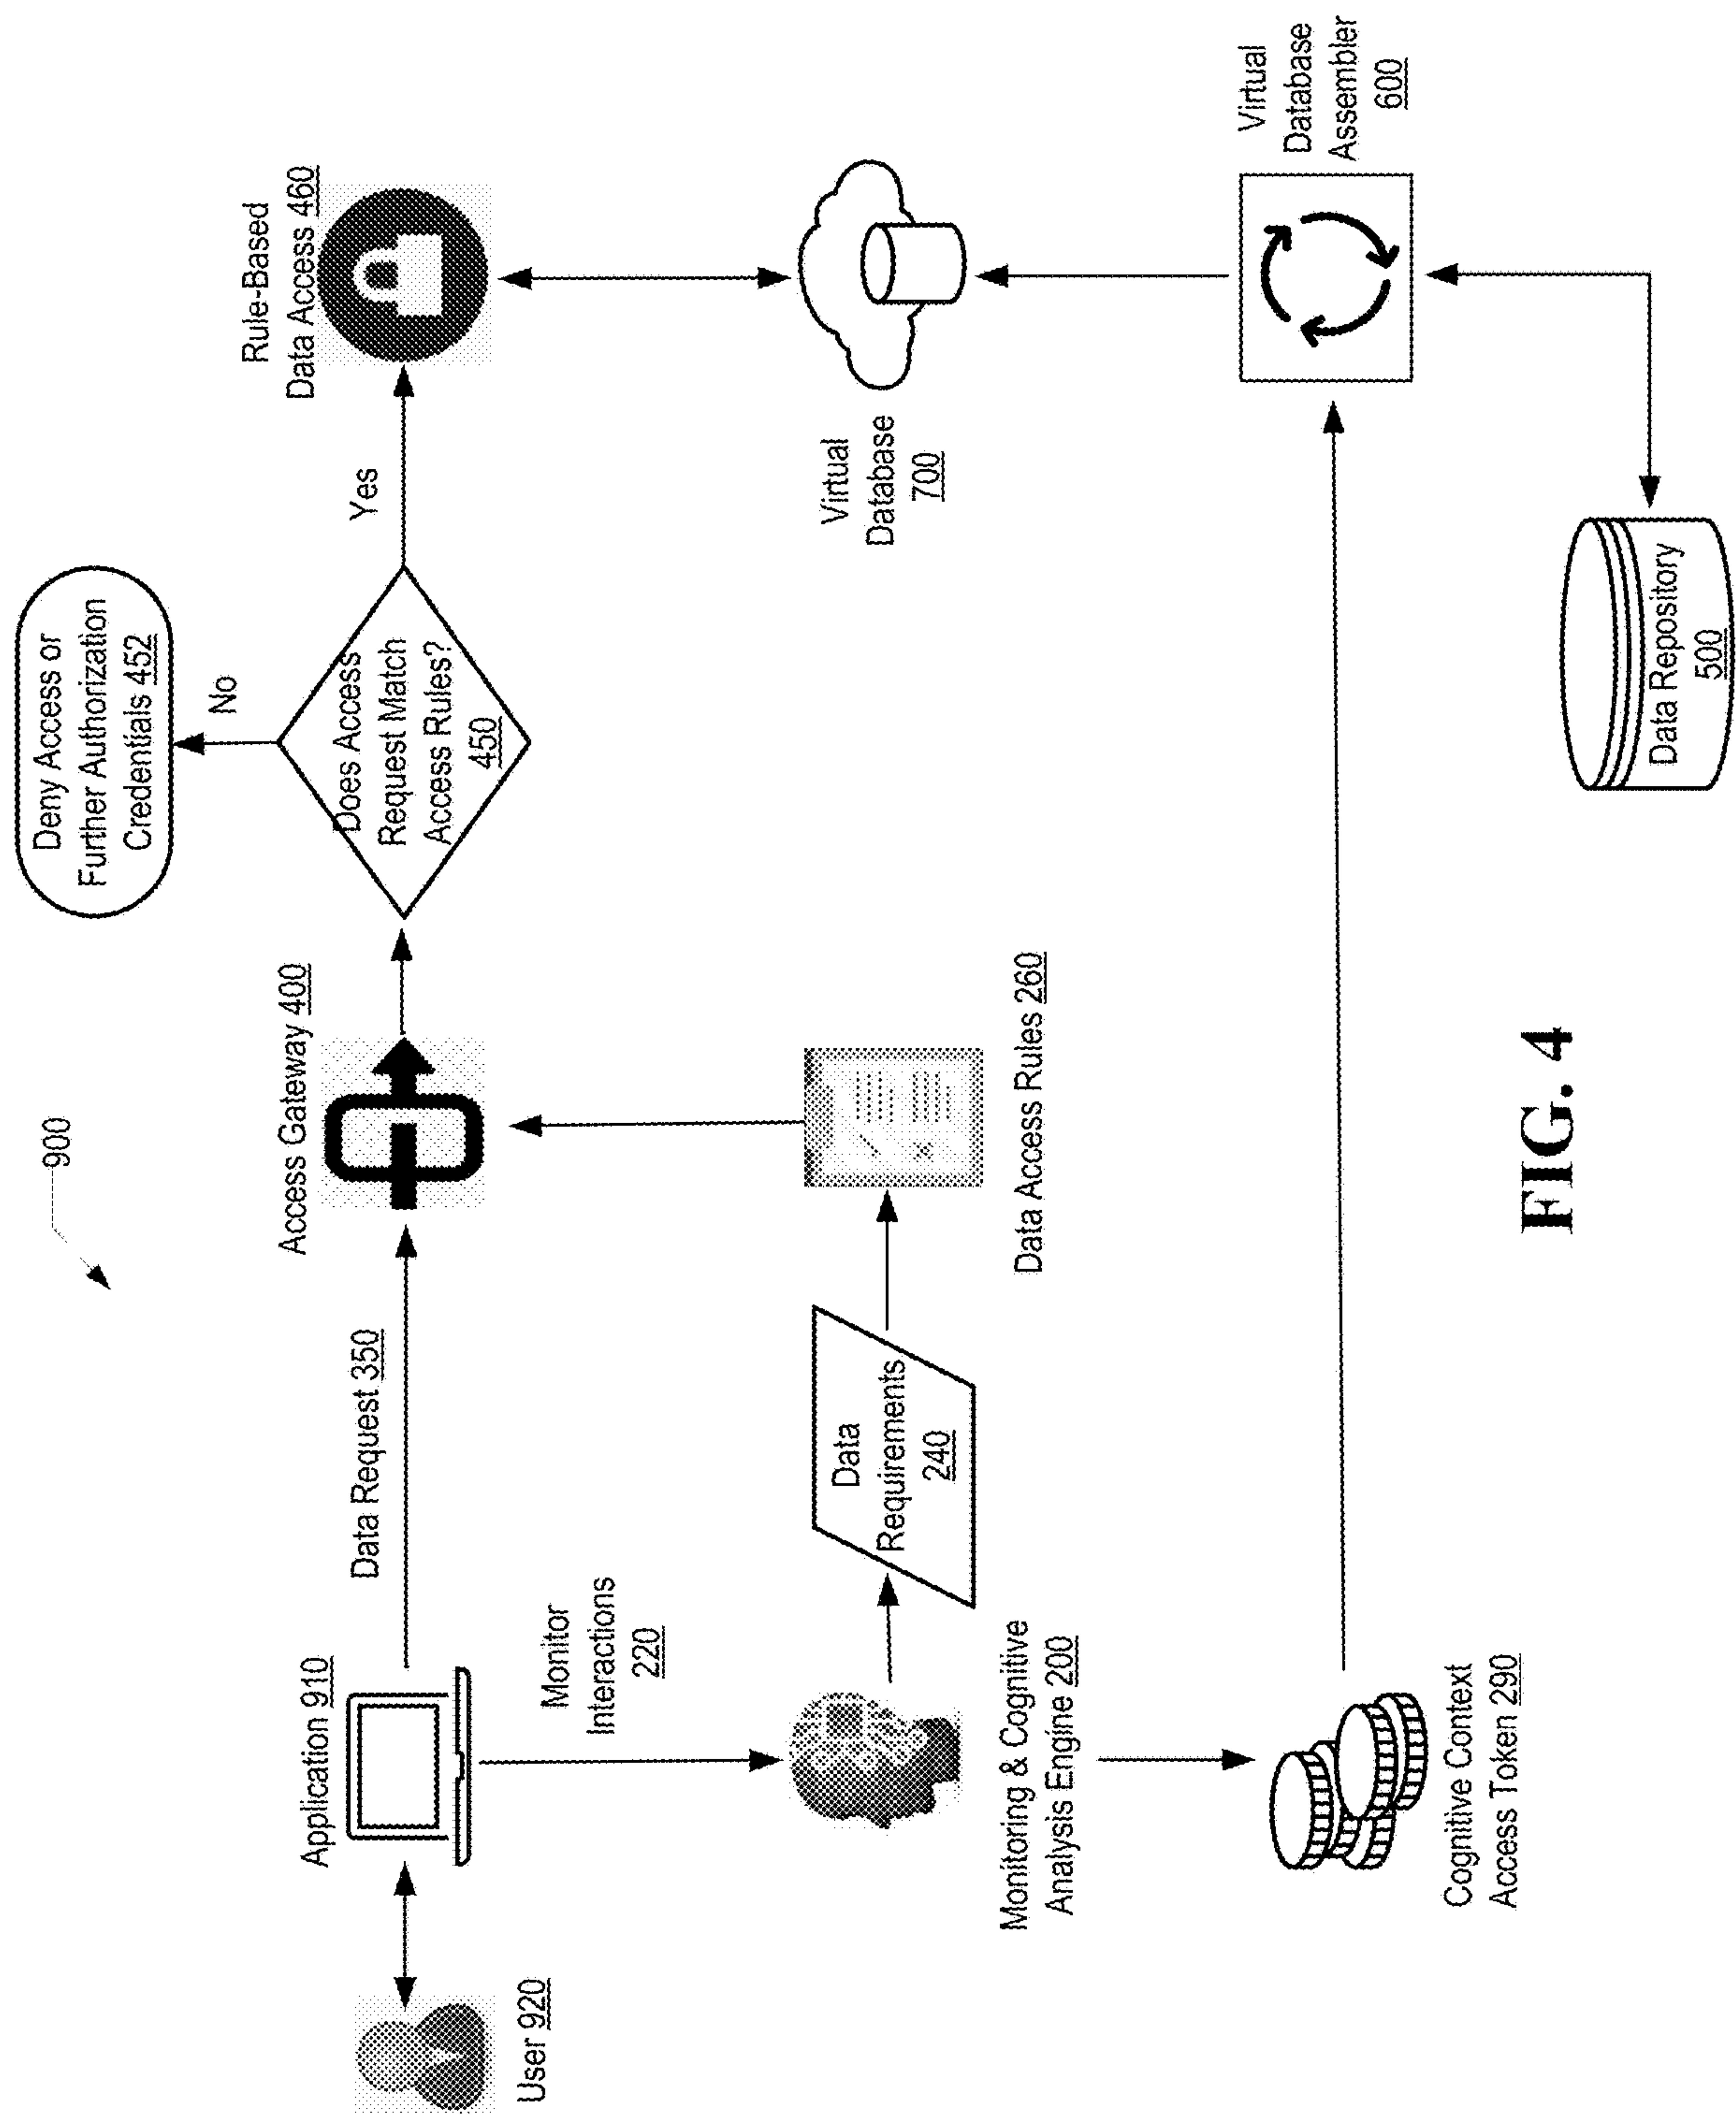 900
Deny Access or
Further Authorization
Credentials 452
No
Rule-Based
Data Access 460
Yes
Does Access
Request Match
Access Rules?
450
Access Gateway 400
Data Request 350
Application 910
User 920
Monitor
Interactions
220
Virtual
Database
700
Data
Requirements
240
Data Access Rules 260
Monitoring & Cognitive
Analysis Engine 200
Virtual
Database
Assembler
600
Cognitive Context
Access Token 290
Data Repository
500
FIG. 4